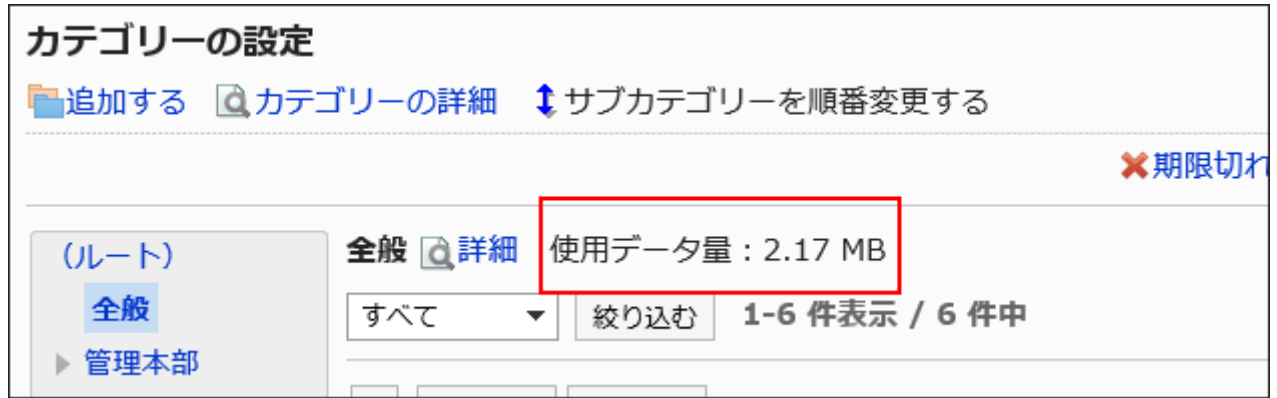 カテゴリーの設定
追加する カテゴリーの詳細 サブカテゴリーを順番変更する
期限切れ
(ルート) 全般 詳細 使用データ量：2.17 MB
全般 すべて 絞り込む 1-6 件表示 / 6 件中
管理本部